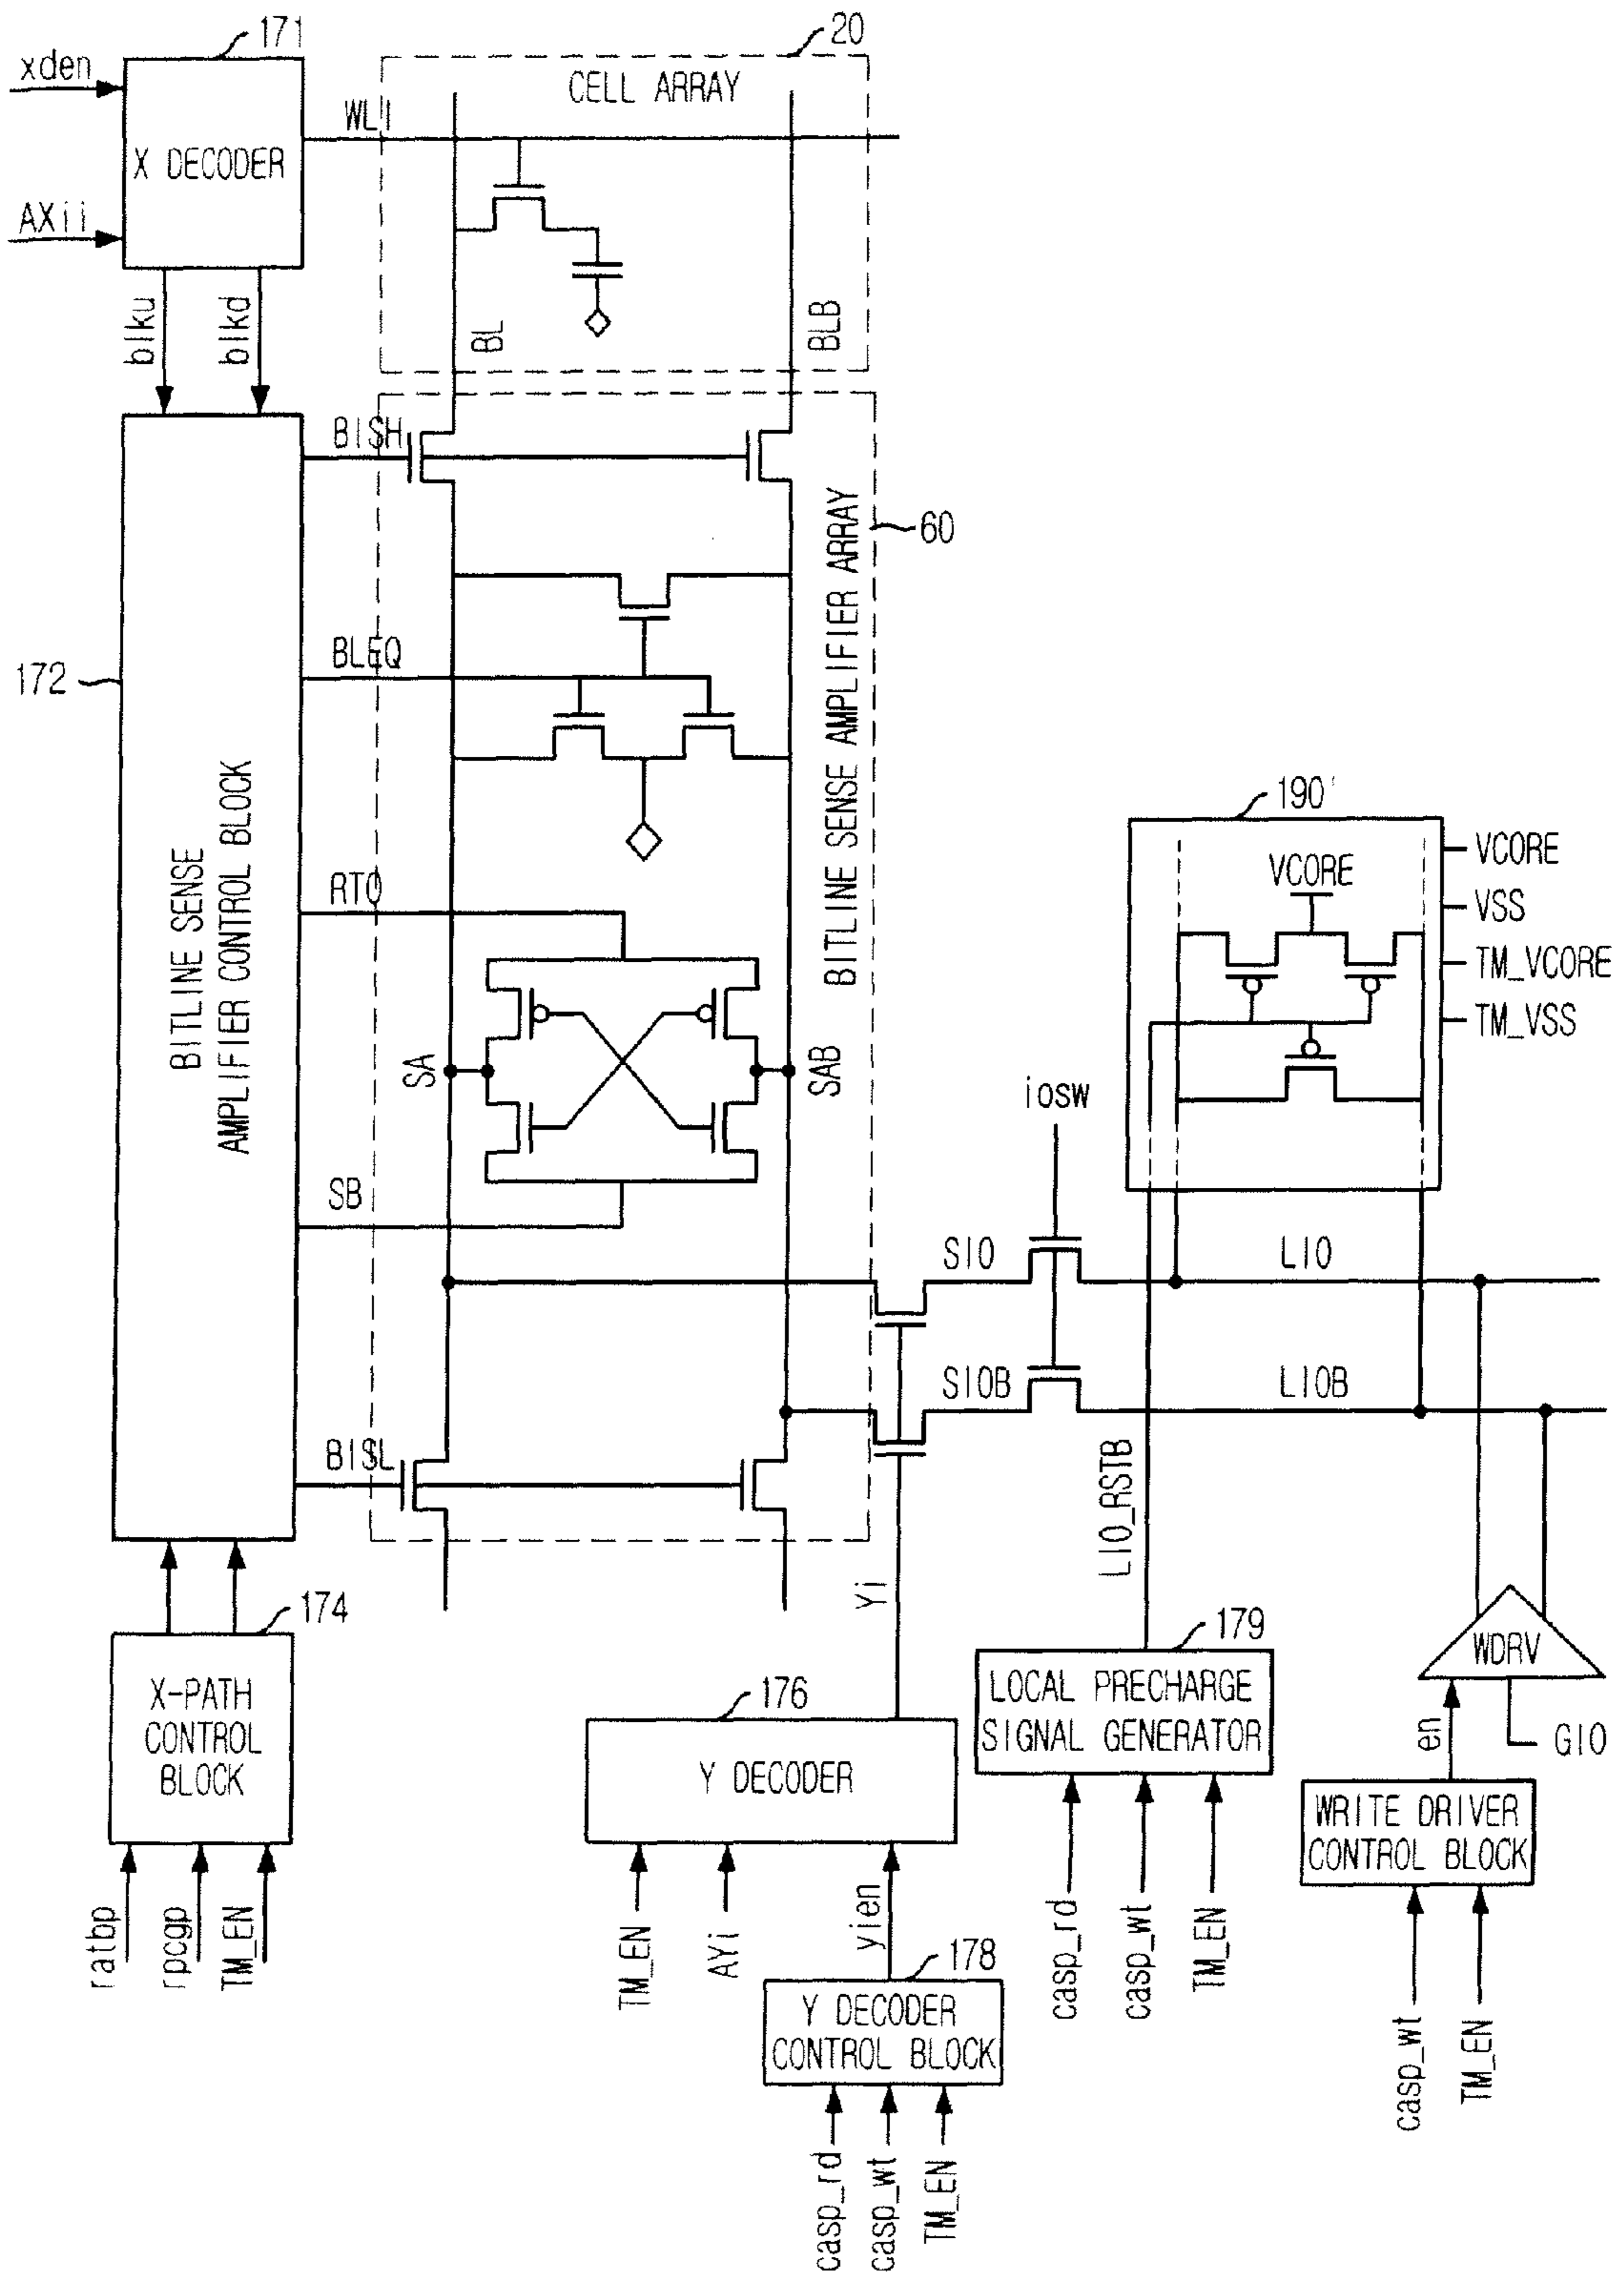 171
20
xden
CELL ARRAY
WLi
X DECODER
AXii
blku
blkd
BL
BLB
BISH
60
BLEQ
172
BITLINE SENSE
AMPLIFIER CONTROL BLOCK
BITLINE SENSE AMPLIFIER ARRAY
RTO
SA
SAB
SB
190'
VCORE
VCORE
VSS
TM_VCORE
TM_VSS
iosw
SIO
LIO
SIOB
LIOB
BISL
Yi
LIO_RSTB
174
X-PATH
CONTROL
BLOCK
176
Y DECODER
179
LOCAL PRECHARGE
SIGNAL GENERATOR
WDRV
en
GIO
WRITE DRIVER
CONTROL BLOCK
ratbp
rpcgp
TM_EN
TM_EN
AYi
yien
178
Y DECODER
CONTROL BLOCK
casp_rd
casp_wt
TM_EN
casp_rd
casp_wt
TM_EN
casp_wt
TM_EN